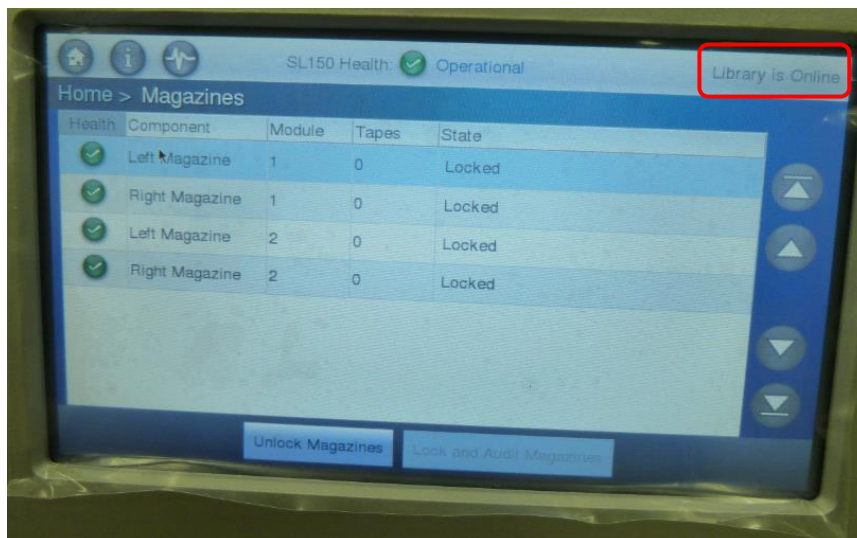 SL150 Health: Operational
Library is Online
Home > Magazines
Health Component Module Tapes State
Left Magazine 1 0 Locked
Right Magazine 1 0 Locked
Left Magazine 2 0 Locked
Right Magazine 2 0 Locked
Unlock Magazines Lock and Audit Magazines